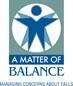 A MATTER OF
BALANCE
MANAGING CONCERNS ABOUT FALLS